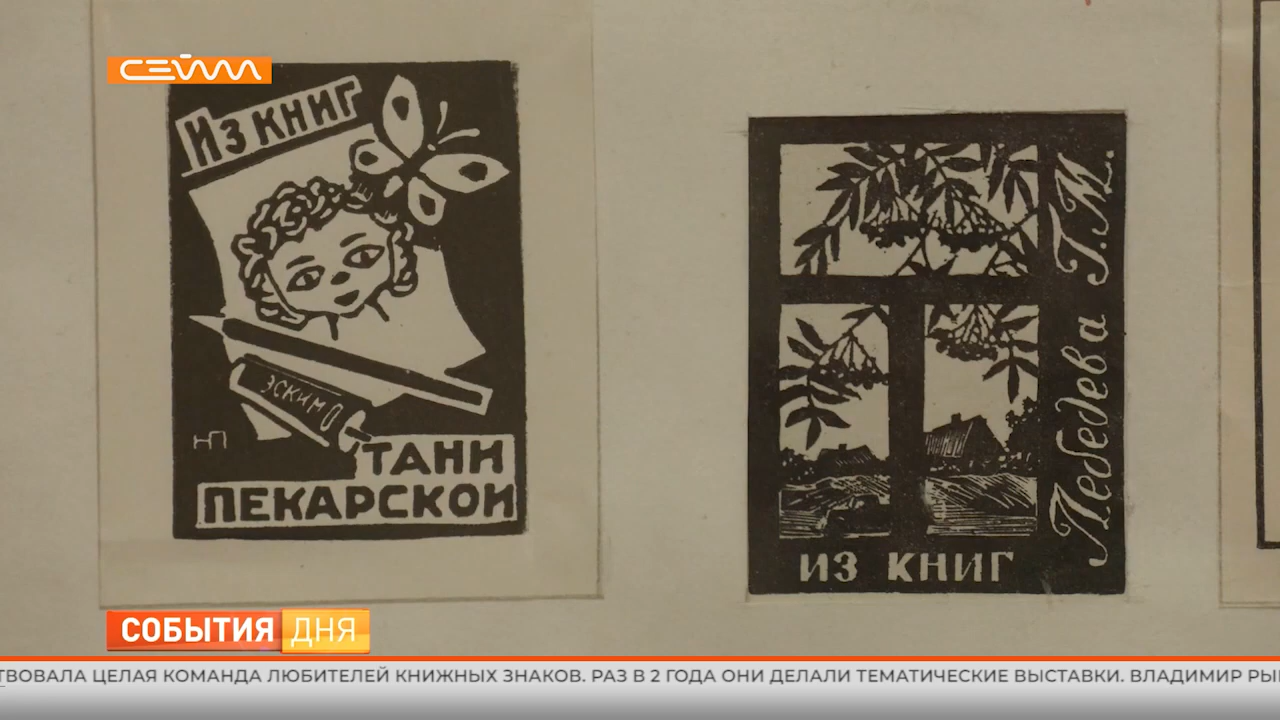 СЕЙМ
Из книг
ЭСКИМО
НП
ТАНИ
ПЕКАРСКОЙ
Лебедева Г.М.
ИЗ КНИГ
СОБЫТИЯ ДНЯ
ТВОВАЛА ЦЕЛАЯ КОМАНДА ЛЮБИТЕЛЕЙ КНИЖНЫХ ЗНАКОВ. РАЗ В 2 ГОДА ОНИ ДЕЛАЛИ ТЕМАТИЧЕСКИЕ ВЫСТАВКИ. ВЛАДИМИР РЫ